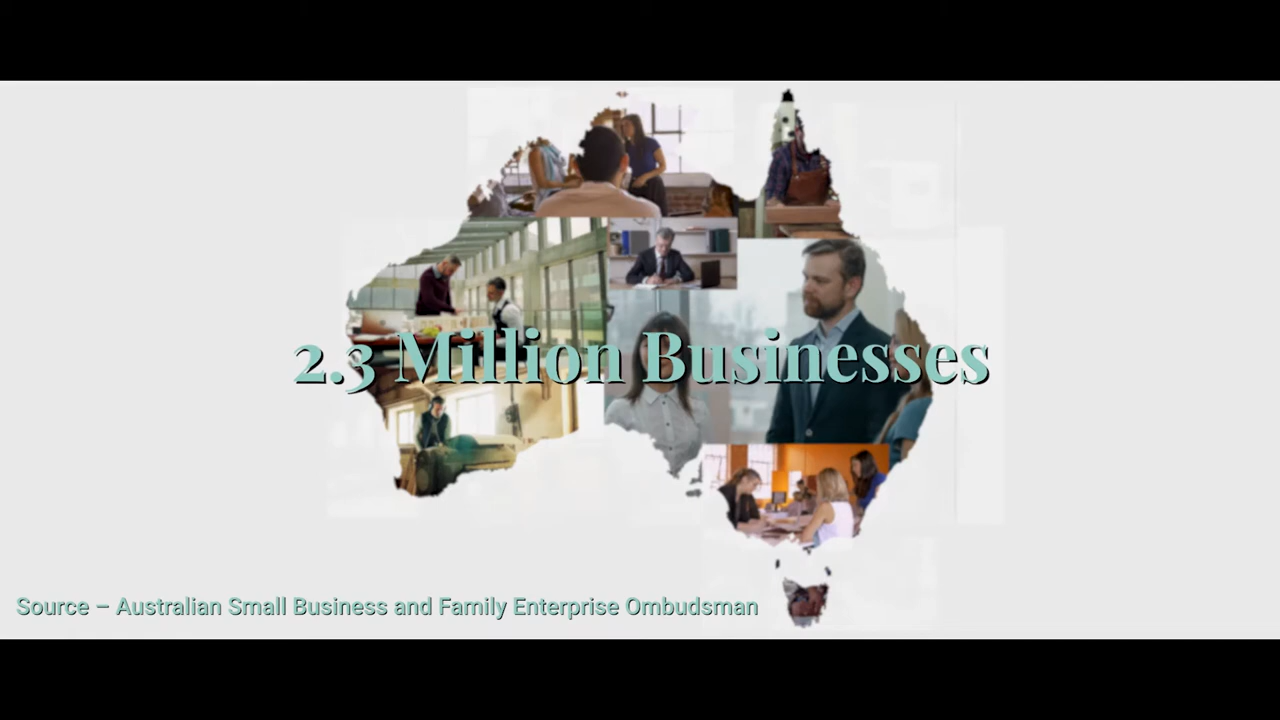 2.3 Million Businesses
Source – Australian Small Business and Family Enterprise Ombudsman